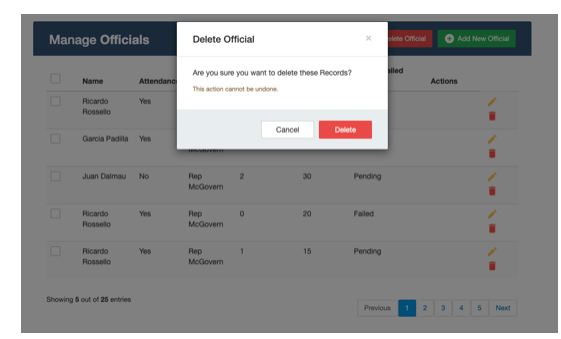 Manage Officials
Delete Official
×
Delete Official
Add New Official
Are you sure you want to delete these Records?
This action cannot be undone.
Cancel
Delete
Name
Actions
Ricardo Rossello
Yes
Garcia Padilla
Yes
McGovern
Juan Dalmau
No
Rep McGovern
2
30
Pending
Ricardo Rossello
Yes
Rep McGovern
0
20
Failed
Ricardo Rossello
Yes
Rep McGovern
1
15
Pending
Showing 5 out of 25 entries
Previous
1
2
3
4
5
Next